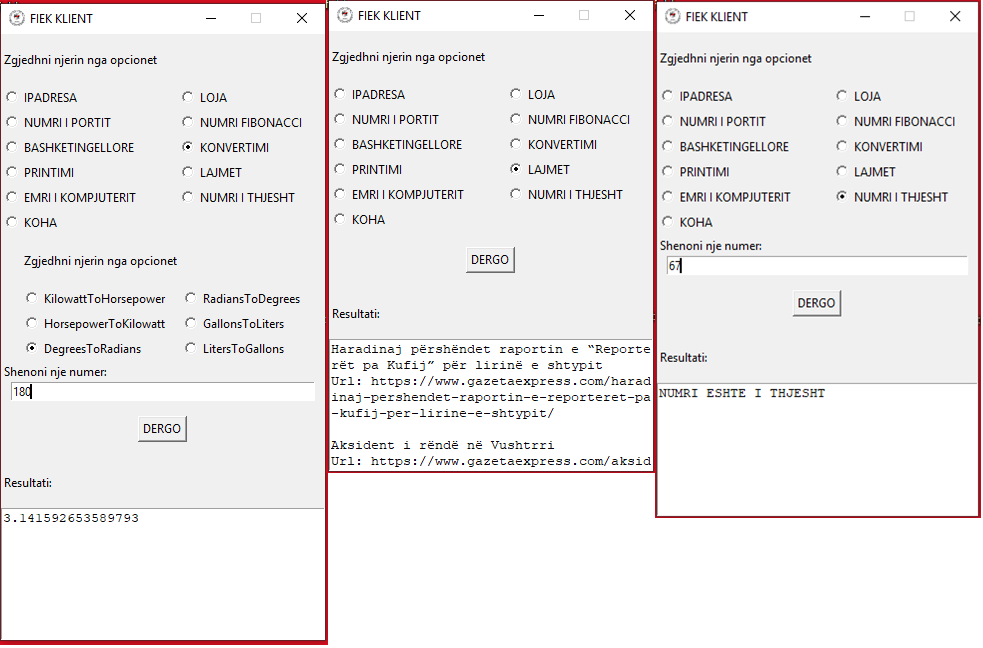 FIEK KLIENT
Zgjedhni njerin nga opcionet
IPADRESA
LOJA
NUMRI I PORTIT
NUMRI FIBONACCI
BASHKETINGELLORE
KONVERTIMI
PRINTIMI
LAJMET
EMRI I KOMPJUTERIT
NUMRI I THJESHT
KOHA
Zgjedhni njerin nga opcionet
KilowattToHorsepower
RadiansToDegrees
HorsepowerToKilowatt
GallonsToLiters
DegreesToRadians
LitersToGallons
Shenoni nje numer:
180
DERGO
Resultati:
3.141592653589793
FIEK KLIENT
Zgjedhni njerin nga opcionet
IPADRESA
LOJA
NUMRI I PORTIT
NUMRI FIBONACCI
BASHKETINGELLORE
KONVERTIMI
PRINTIMI
LAJMET
EMRI I KOMPJUTERIT
NUMRI I THJESHT
KOHA
DERGO
Resultati:
Haradinaj përshëndet raportin e “Reporte
rët pa Kufij” për lirinë e shtypit
Url: https://www.gazetaexpress.com/harad
inaj-pershendet-raportin-e-reporteret-pa
-kufij-per-lirine-e-shtypit/
Aksident i rëndë në Vushtrri
Url: https://www.gazetaexpress.com/aksid
FIEK KLIENT
Zgjedhni njerin nga opcionet
IPADRESA
LOJA
NUMRI I PORTIT
NUMRI FIBONACCI
BASHKETINGELLORE
KONVERTIMI
PRINTIMI
LAJMET
EMRI I KOMPJUTERIT
NUMRI I THJESHT
KOHA
Shenoni nje numer:
67
DERGO
Resultati:
NUMRI ESHTE I THJESHT